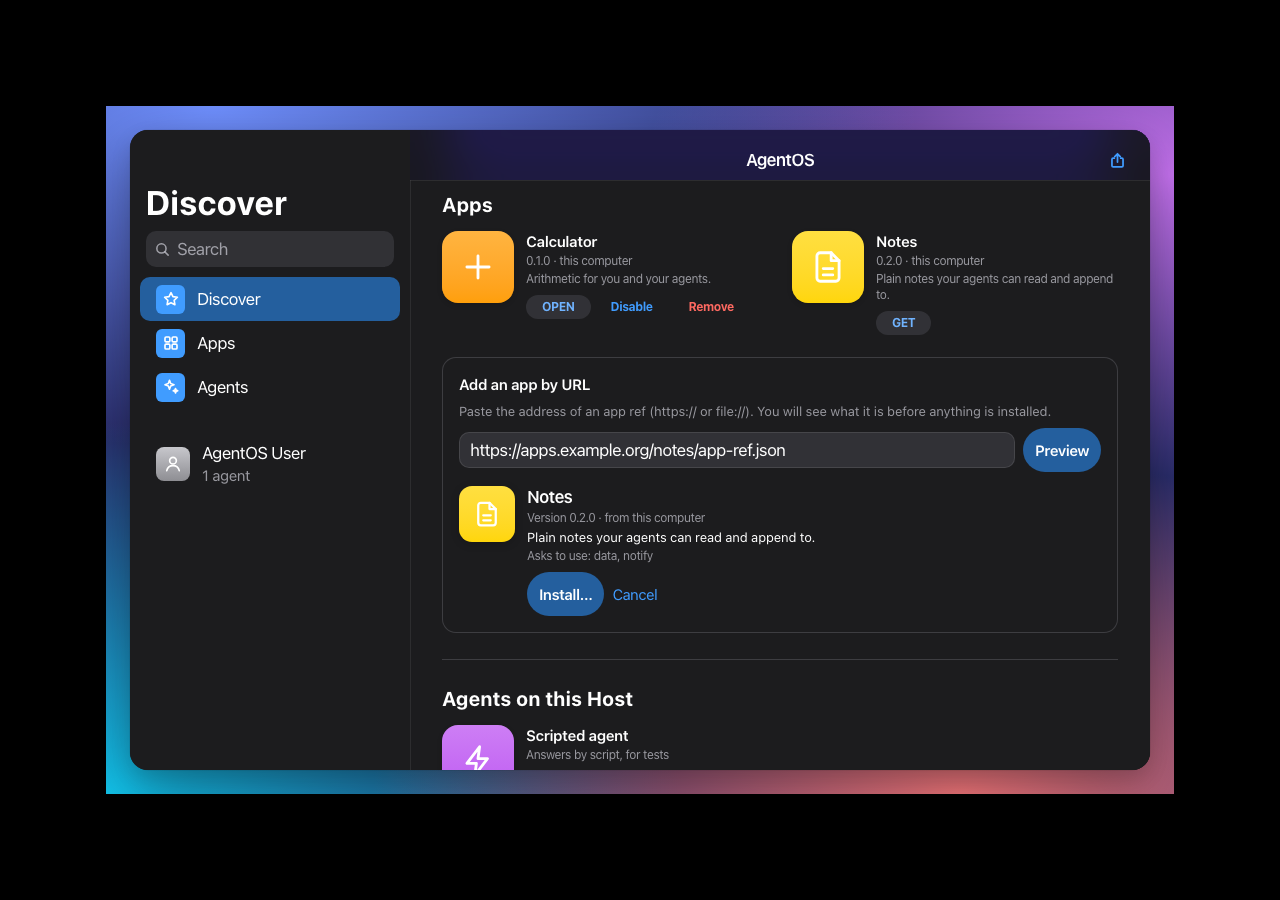 AgentOS
Discover
Search
Discover
Apps
Agents
AgentOS User
1 agent
Apps
Calculator
0.1.0 · this computer
Arithmetic for you and your agents.
OPEN
Disable
Remove
Notes
0.2.0 · this computer
Plain notes your agents can read and append
to.
GET
Add an app by URL
Paste the address of an app ref (https:// or file://). You will see what it is before anything is installed.
https://apps.example.org/notes/app-ref.json
Preview
Notes
Version 0.2.0 · from this computer
Plain notes your agents can read and append to.
Asks to use: data, notify
Install...
Cancel
Agents on this Host
Scripted agent
Answers by script, for tests